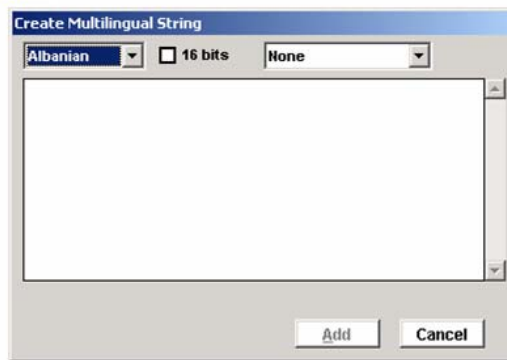 Create Multilingual String
Albanian 16 bits None
Add Cancel